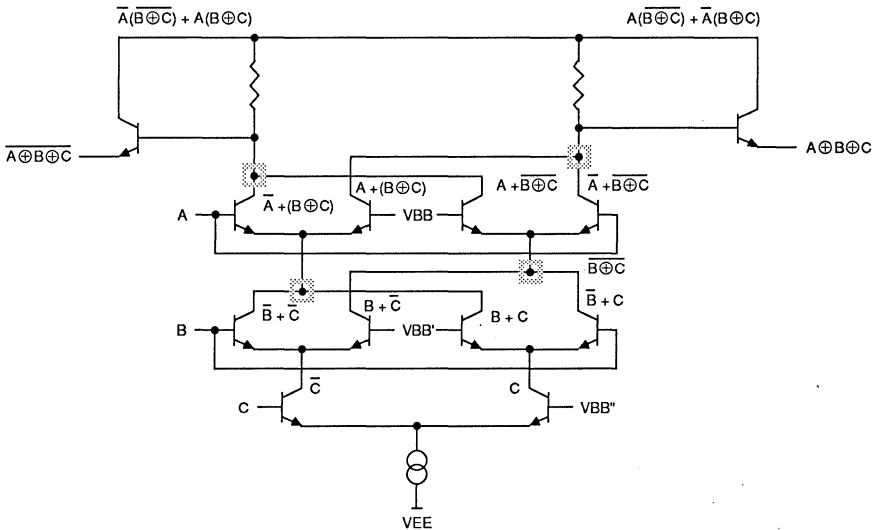 A̅(B̅⊕̅C̅) + A(B⊕C)
A(B̅⊕̅C̅) + A̅(B⊕C)
A̅⊕̅B̅⊕̅C̅
A⊕B⊕C
A̅ + (B⊕C)
A + (B⊕C)
A + B̅⊕̅C̅
A̅ + B̅⊕̅C̅
A
VBB
B̅⊕̅C̅
B̅ + C̅
B + C̅
B + C
B̅ + C
B
VBB'
C̅
C
C
VBB"
VEE